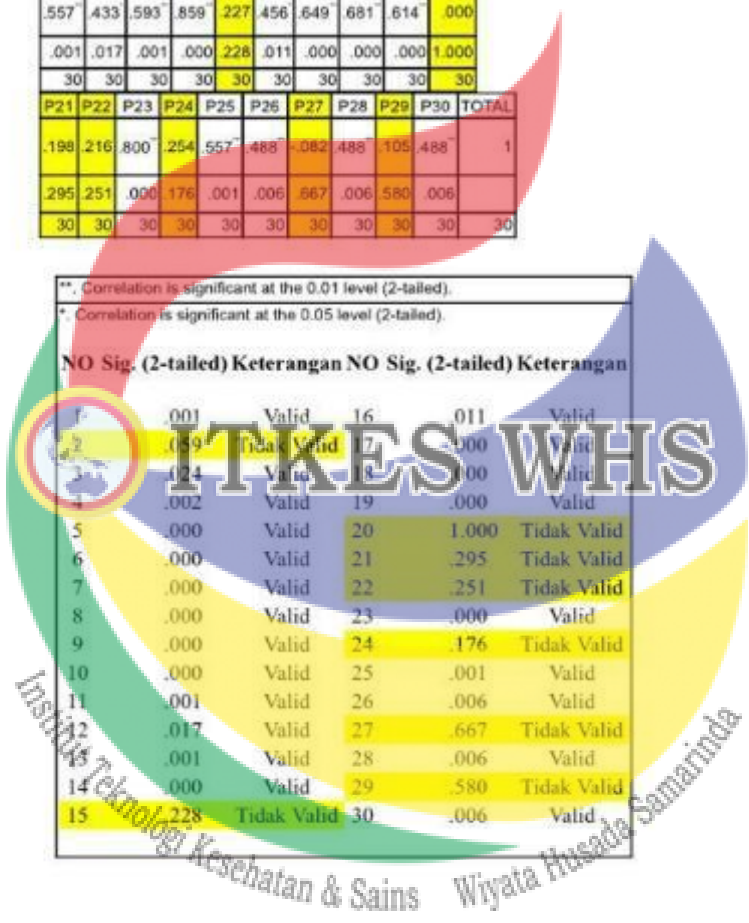 .557** .433* .593** .859** .227 .456* .649** .681** .614** .000
.001 .017 .001 .000 .228 .011 .000 .000 .000 1.000
30 30 30 30 30 30 30 30 30 30
P21 P22 P23 P24 P25 P26 P27 P28 P29 P30 TOTAL
.198 .216 .800** .254 .557** .488** -.082 .488** .105 .488** 1
.295 .251 .000 .176 .001 .006 .667 .006 .580 .006
30 30 30 30 30 30 30 30 30 30 30
**. Correlation is significant at the 0.01 level (2-tailed).
*. Correlation is significant at the 0.05 level (2-tailed).
NO Sig. (2-tailed) Keterangan NO Sig. (2-tailed) Keterangan
1 .001 Valid 16 .011 Valid
2 .059 Tidak Valid 17 .000 Valid
3 .024 Valid 18 .000 Valid
ITKES WHS
4 .002 Valid 19 .000 Valid
5 .000 Valid 20 1.000 Tidak Valid
6 .000 Valid 21 .295 Tidak Valid
7 .000 Valid 22 .251 Tidak Valid
8 .000 Valid 23 .000 Valid
9 .000 Valid 24 .176 Tidak Valid
10 .000 Valid 25 .001 Valid
11 .001 Valid 26 .006 Valid
12 .017 Valid 27 .667 Tidak Valid
13 .001 Valid 28 .006 Valid
14 .000 Valid 29 .580 Tidak Valid
15 .228 Tidak Valid 30 .006 Valid
Institut Teknologi Kesehatan & Sains Wiyata Husada Samarinda